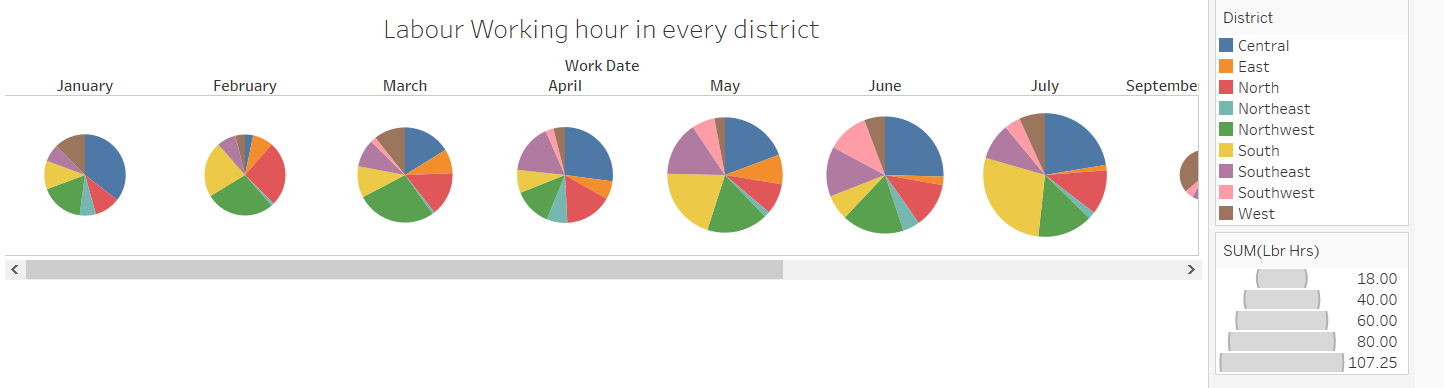 Labour Working hour in every district
Work Date
January February March April May June July September
District
Central
East
North
Northeast
Northwest
South
Southeast
Southwest
West
SUM(Lbr Hrs)
18.00
40.00
60.00
80.00
107.25